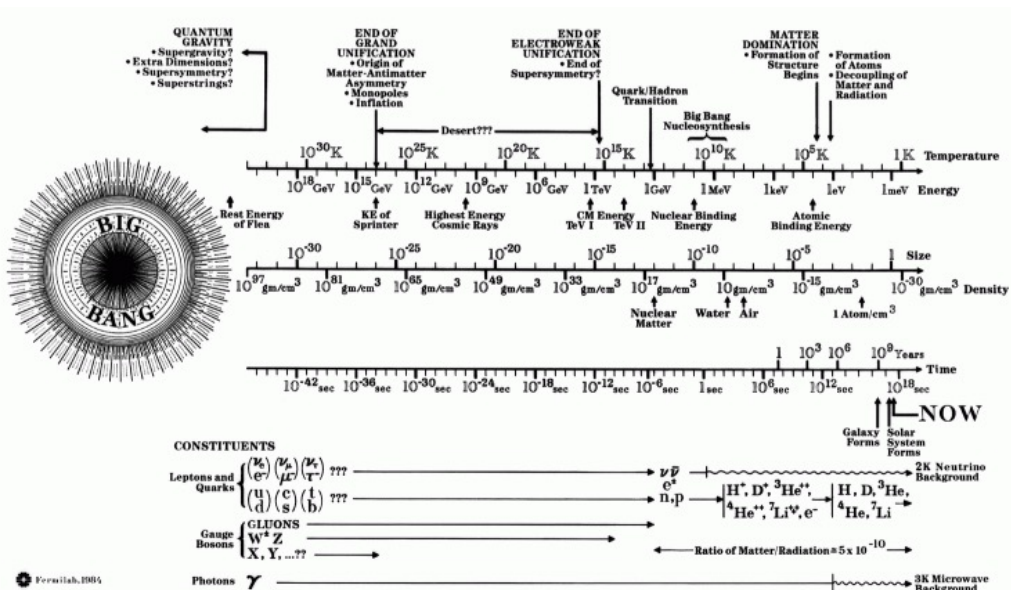 QUANTUM
GRAVITY
• Supergravity?
• Extra Dimensions?
• Supersymmetry?
• Superstrings?
END OF
GRAND
UNIFICATION
• Origin of
Matter-Antimatter
Asymmetry
• Monopoles
• Inflation
END OF
ELECTROWEAK
UNIFICATION
• End of
Supersymmetry?
MATTER
DOMINATION
• Formation of
Structure
Begins
• Formation
of Atoms
• Decoupling of
Matter and
Radiation
Quark/Hadron
Transition
Big Bang
Nucleosynthesis
Desert???
10³⁰K 10²⁵K 10²⁰K 10¹⁵K 10¹⁰K 10⁵K 1K Temperature
10¹⁸GeV 10¹⁵GeV 10¹²GeV 10⁹GeV 10⁶GeV 1TeV 1GeV 1MeV 1keV 1eV 1meV Energy
Rest Energy
of Flea
KE of
Sprinter
Highest Energy
Cosmic Rays
CM Energy
TeV I TeV II
Nuclear Binding
Energy
Atomic
Binding Energy
BIG
BANG
10⁻³⁰ 10⁻²⁵ 10⁻²⁰ 10⁻¹⁵ 10⁻¹⁰ 10⁻⁵ 1 Size
10⁹⁷gm/cm³ 10⁸¹gm/cm³ 10⁶⁵gm/cm³ 10⁴⁹gm/cm³ 10³³gm/cm³ 10¹⁷gm/cm³ 10gm/cm³ 10⁻¹⁵gm/cm³ 10⁻³⁰gm/cm³ Density
Nuclear
Matter
Water Air
1 Atom/cm³
1 10³ 10⁶ 10⁹Years
Time
10⁻⁴²sec 10⁻³⁶sec 10⁻³⁰sec 10⁻²⁴sec 10⁻¹⁸sec 10⁻¹²sec 10⁻⁶sec 1sec 10⁶sec 10¹²sec 10¹⁸sec
NOW
Galaxy
Forms
Solar
System
Forms
CONSTITUENTS
Leptons and
Quarks
(νₑ e⁻) (ν_μ μ⁻) (ν_τ τ⁻) ???
(u d) (c s) (t b) ???
νν̄
e±
n,p
H⁺, D⁺, ³He⁺⁺,
⁴He⁺⁺, ⁷Li, e⁻
H, D, ³He,
⁴He, ⁷Li
2K Neutrino
Background
Gauge
Bosons
GLUONS
W± Z
X, Y, ...??
Ratio of Matter/Radiation≅5 x 10⁻¹⁰
Photons γ
3K Microwave
Background
Fermilab, 1984